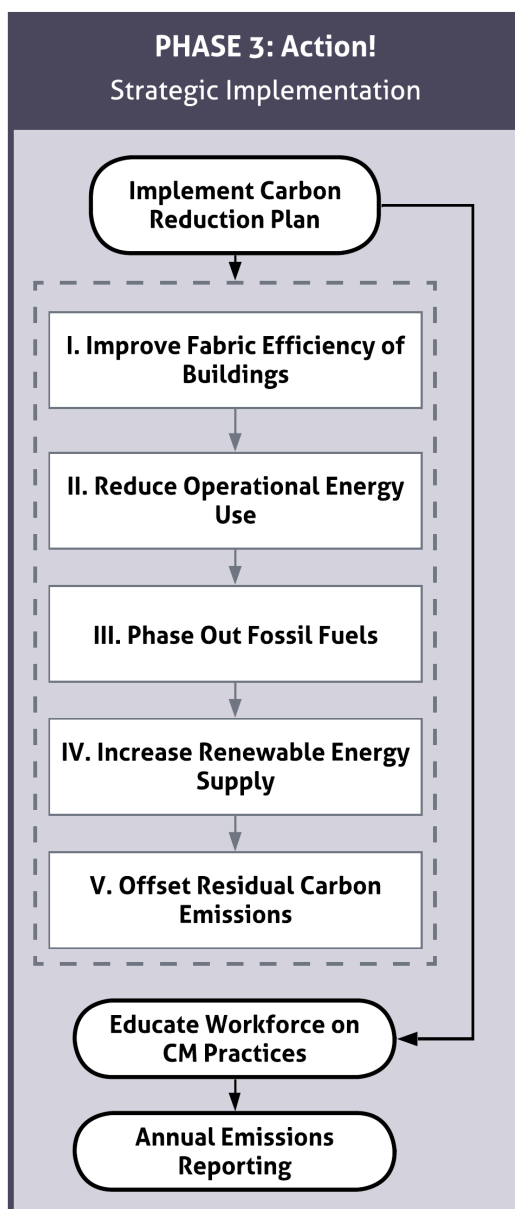 PHASE 3: Action!
Strategic Implementation
Implement Carbon
Reduction Plan
I. Improve Fabric Efficiency of
Buildings
II. Reduce Operational Energy
Use
III. Phase Out Fossil Fuels
IV. Increase Renewable Energy
Supply
V. Offset Residual Carbon
Emissions
Educate Workforce on
CM Practices
Annual Emissions
Reporting